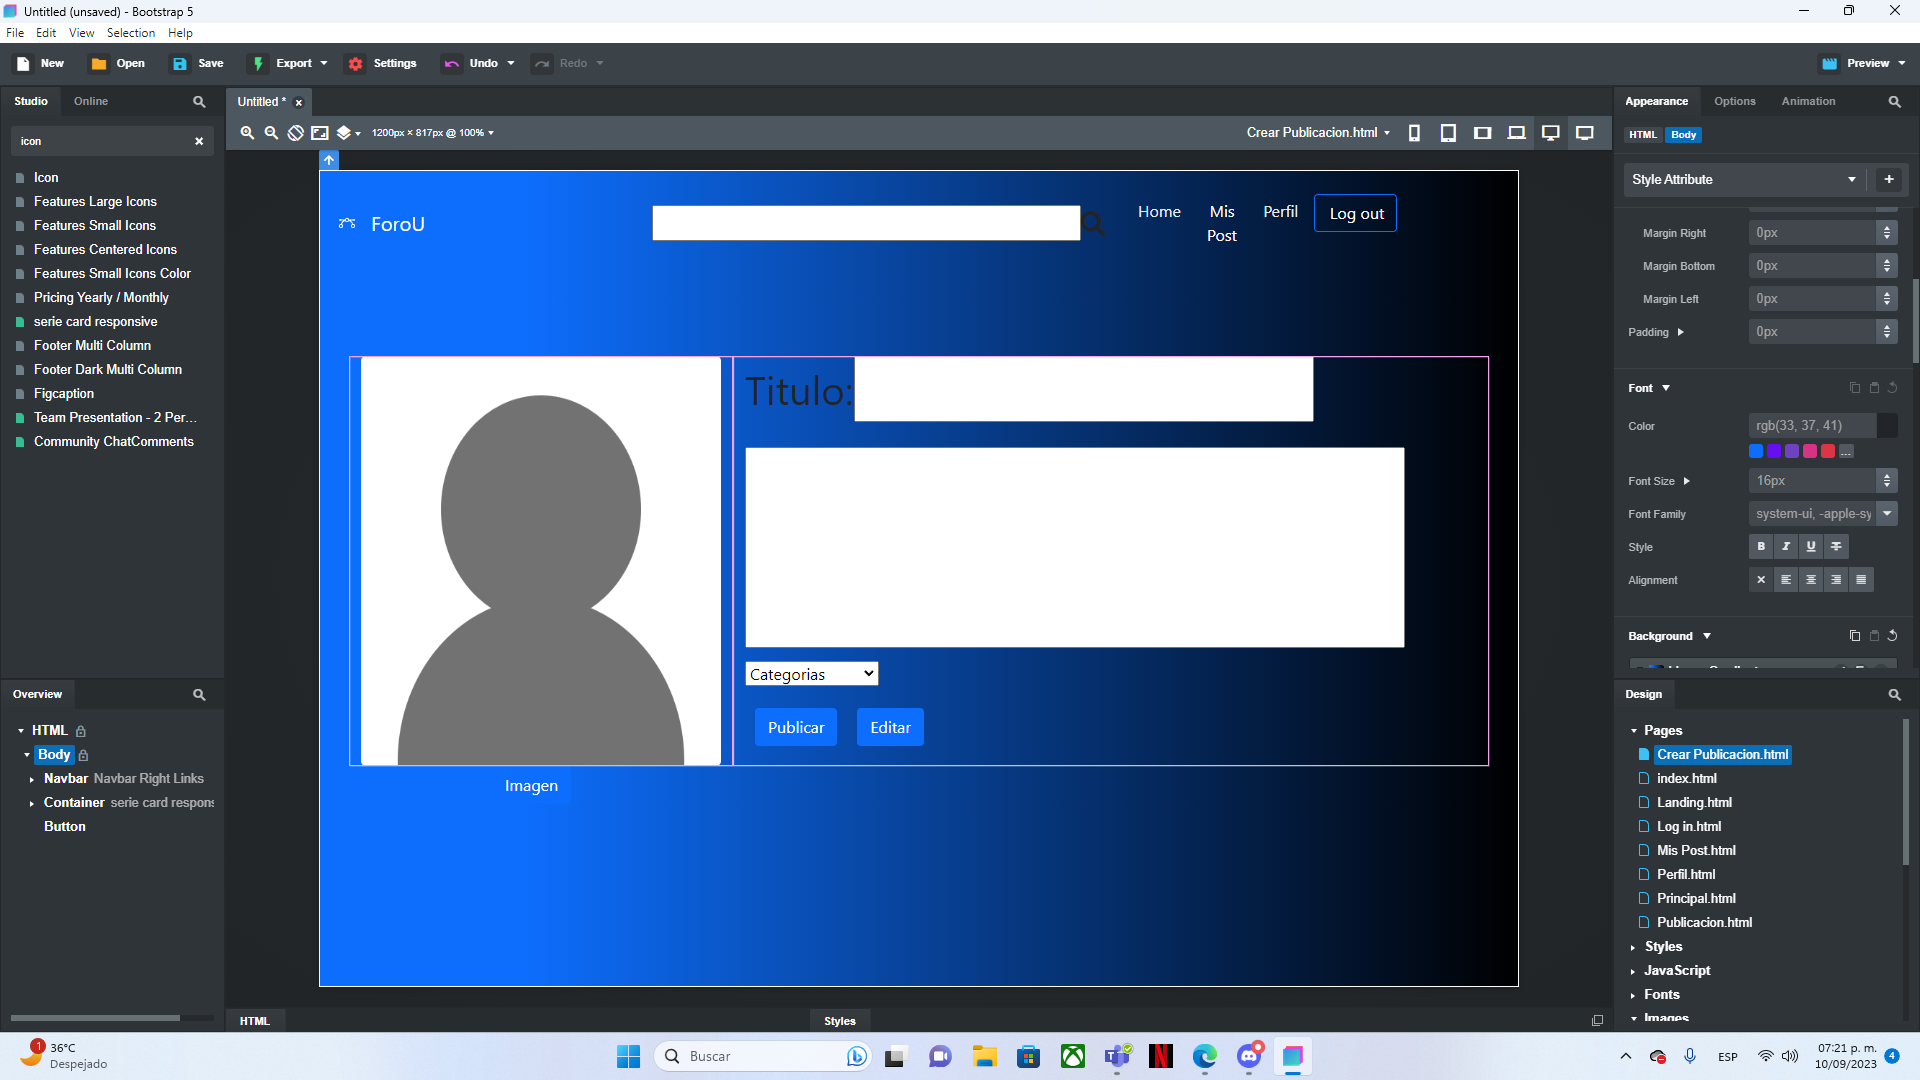 Untitled (unsaved) - Bootstrap 5
File Edit View Selection Help
New Open Save Export Settings Undo Redo Preview
Studio Online
Untitled *
Appearance Options Animation
icon
1200px × 817px @ 100%
Crear Publicacion.html
HTML Body
Icon
Features Large Icons
Features Small Icons
Features Centered Icons
Features Small Icons Color
Pricing Yearly / Monthly
serie card responsive
Footer Multi Column
Footer Dark Multi Column
Figcaption
Team Presentation - 2 Per...
Community ChatComments
ForoU
Home
Mis
Post
Perfil
Log out
Titulo:
Categorias
Publicar
Editar
Imagen
Style Attribute
Margin Right 0px
Margin Bottom 0px
Margin Left 0px
Padding 0px
Font
Color rgb(33, 37, 41)
...
Font Size 16px
Font Family system-ui, -apple-sy
Style B I U T
Alignment
Background
Overview
HTML
Body
Navbar Navbar Right Links
Container serie card respons
Button
Design
Pages
Crear Publicacion.html
index.html
Landing.html
Log in.html
Mis Post.html
Perfil.html
Principal.html
Publicacion.html
Styles
JavaScript
Fonts
Images
HTML
Styles
1
36°C
Despejado
Buscar
ESP
07:21 p. m.
10/09/2023
4